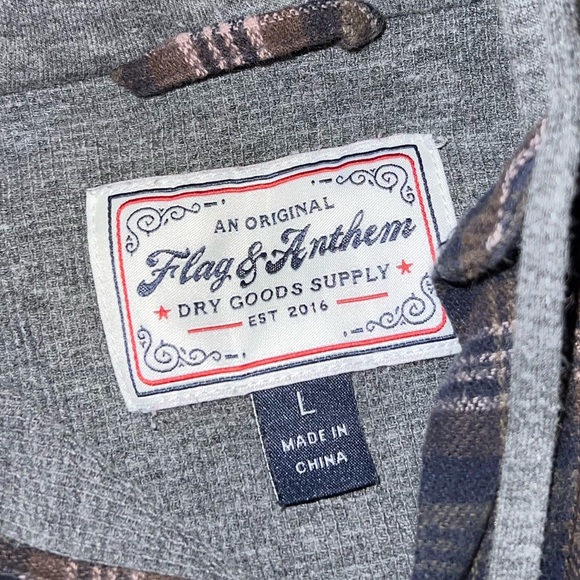 AN ORIGINAL
Flag & Anthem
★ DRY GOODS SUPPLY ★
EST 2016
L
MADE IN
CHINA